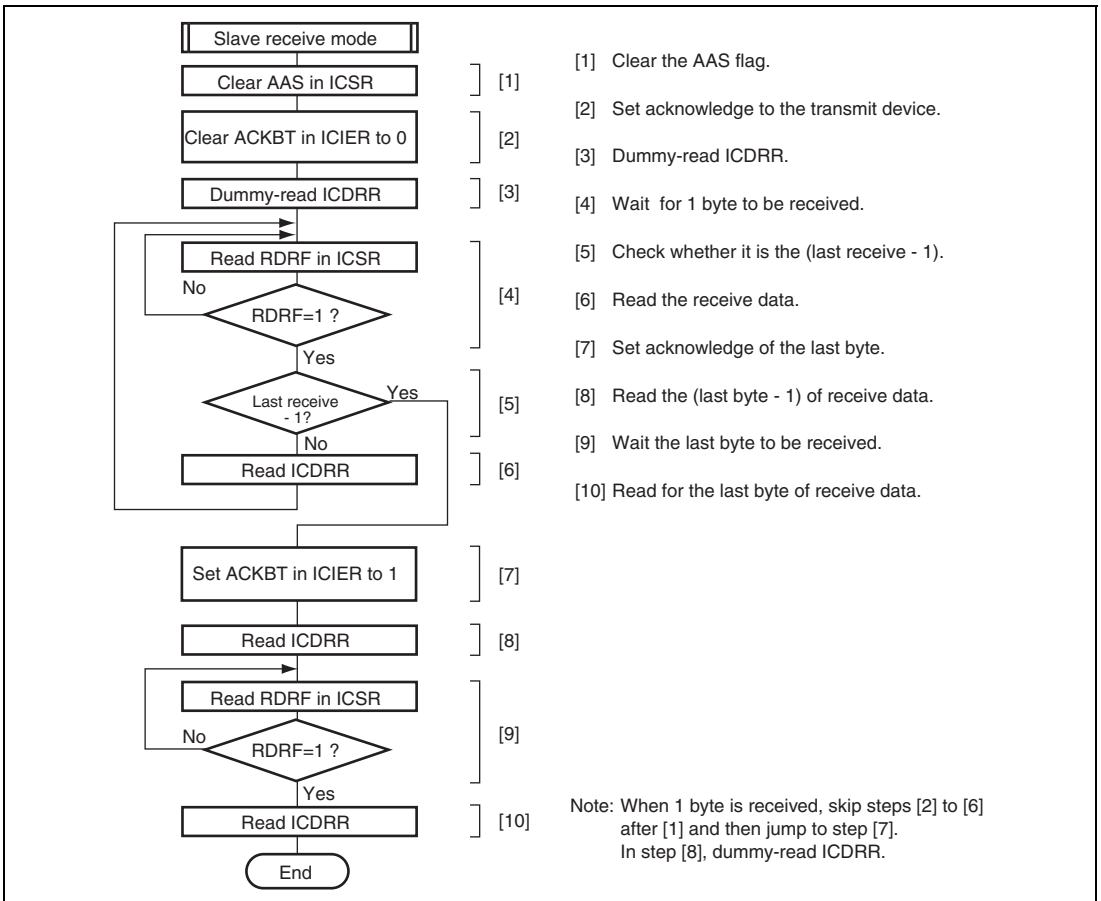 Slave receive mode
Clear AAS in ICSR
[1]
Clear ACKBT in ICIER to 0
[2]
Dummy-read ICDRR
[3]
Read RDRF in ICSR
No
RDRF=1 ?
[4]
Yes
Last receive
- 1?
Yes
[5]
No
Read ICDRR
[6]
Set ACKBT in ICIER to 1
[7]
Read ICDRR
[8]
Read RDRF in ICSR
No
RDRF=1 ?
[9]
Yes
Read ICDRR
[10]
End
[1] Clear the AAS flag.
[2] Set acknowledge to the transmit device.
[3] Dummy-read ICDRR.
[4] Wait for 1 byte to be received.
[5] Check whether it is the (last receive - 1).
[6] Read the receive data.
[7] Set acknowledge of the last byte.
[8] Read the (last byte - 1) of receive data.
[9] Wait the last byte to be received.
[10] Read for the last byte of receive data.
Note: When 1 byte is received, skip steps [2] to [6]
after [1] and then jump to step [7].
In step [8], dummy-read ICDRR.